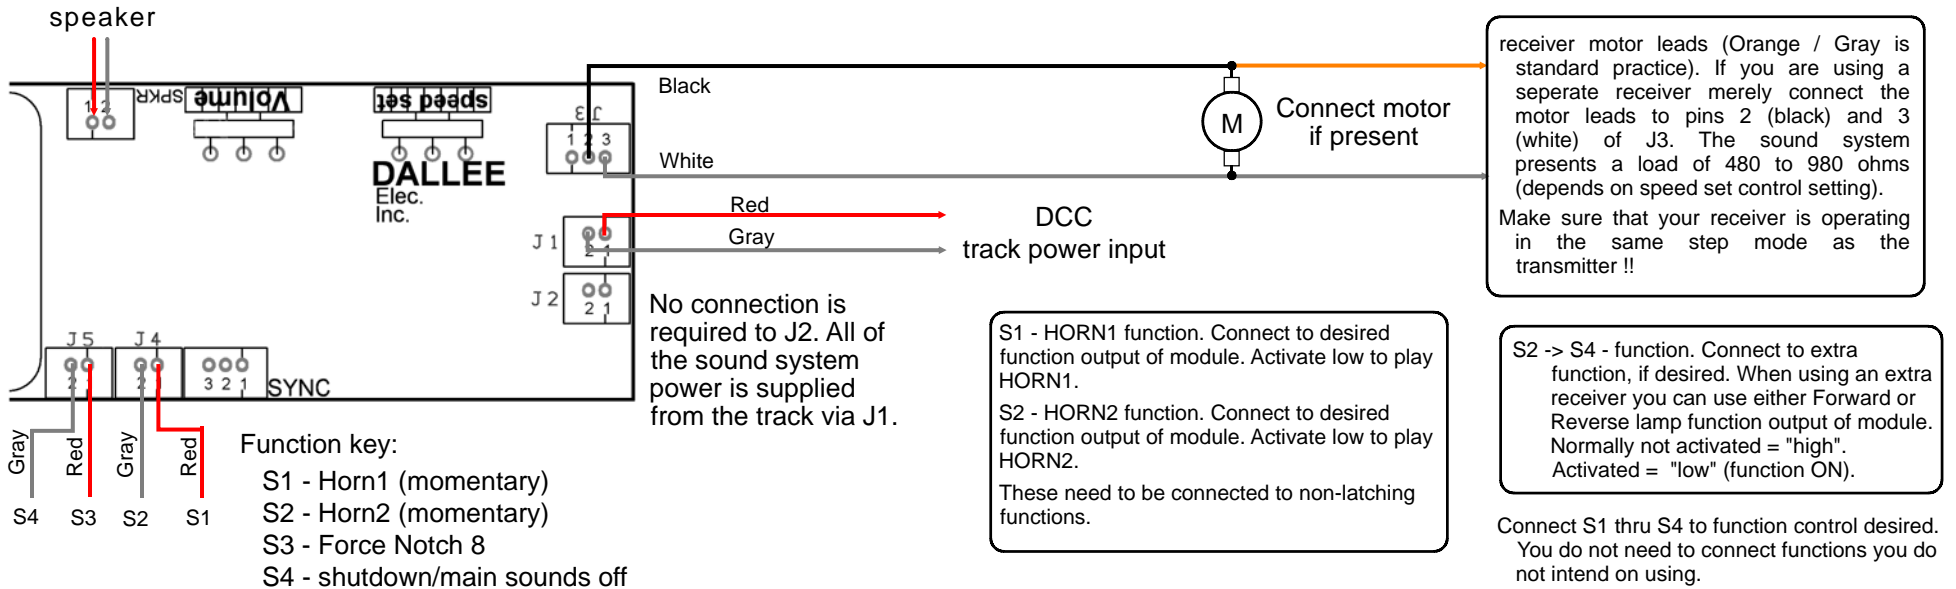 speaker
1 2
SPKR
Volume
speed set
DALLEE
Elec.
Inc.
J3
1 2 3
Black
White
M
Connect motor
if present
Red
Gray
DCC
track power input
J 1
2 1
J 2
2 1
No connection is
required to J2. All of
the sound system
power is supplied
from the track via J1.
receiver motor leads (Orange / Gray is
standard practice). If you are using a
seperate receiver merely connect the
motor leads to pins 2 (black) and 3
(white) of J3. The sound system
presents a load of 480 to 980 ohms
(depends on speed set control setting).
Make sure that your receiver is operating
in the same step mode as the
transmitter !!
J5
2 1
J4
2 1
3 2 1
SYNC
Gray
Red
Gray
Red
S4
S3
S2
S1
Function key:
S1 - Horn1 (momentary)
S2 - Horn2 (momentary)
S3 - Force Notch 8
S4 - shutdown/main sounds off
S1 - HORN1 function. Connect to desired
function output of module. Activate low to play
HORN1.
S2 - HORN2 function. Connect to desired
function output of module. Activate low to play
HORN2.
These need to be connected to non-latching
functions.
S2 -> S4 - function. Connect to extra
function, if desired. When using an extra
receiver you can use either Forward or
Reverse lamp function output of module.
Normally not activated = "high".
Activated = "low" (function ON).
Connect S1 thru S4 to function control desired.
You do not need to connect functions you do
not intend on using.